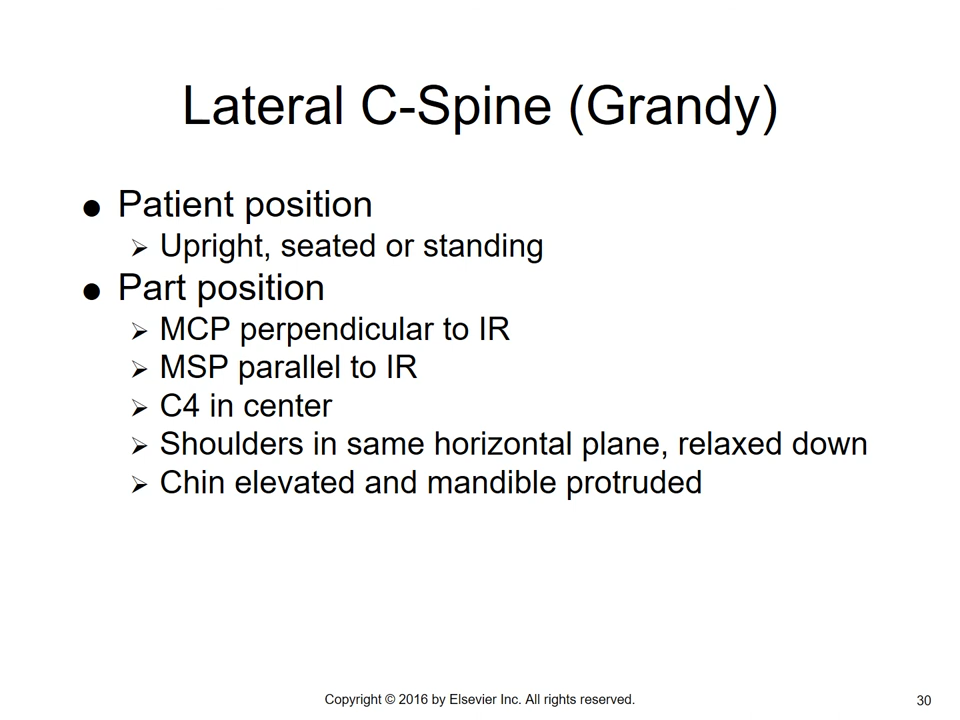 Lateral C-Spine (Grandy)
● Patient position
➢ Upright, seated or standing
● Part position
➢ MCP perpendicular to IR
➢ MSP parallel to IR
➢ C4 in center
➢ Shoulders in same horizontal plane, relaxed down
➢ Chin elevated and mandible protruded
Copyright © 2016 by Elsevier Inc. All rights reserved.
30